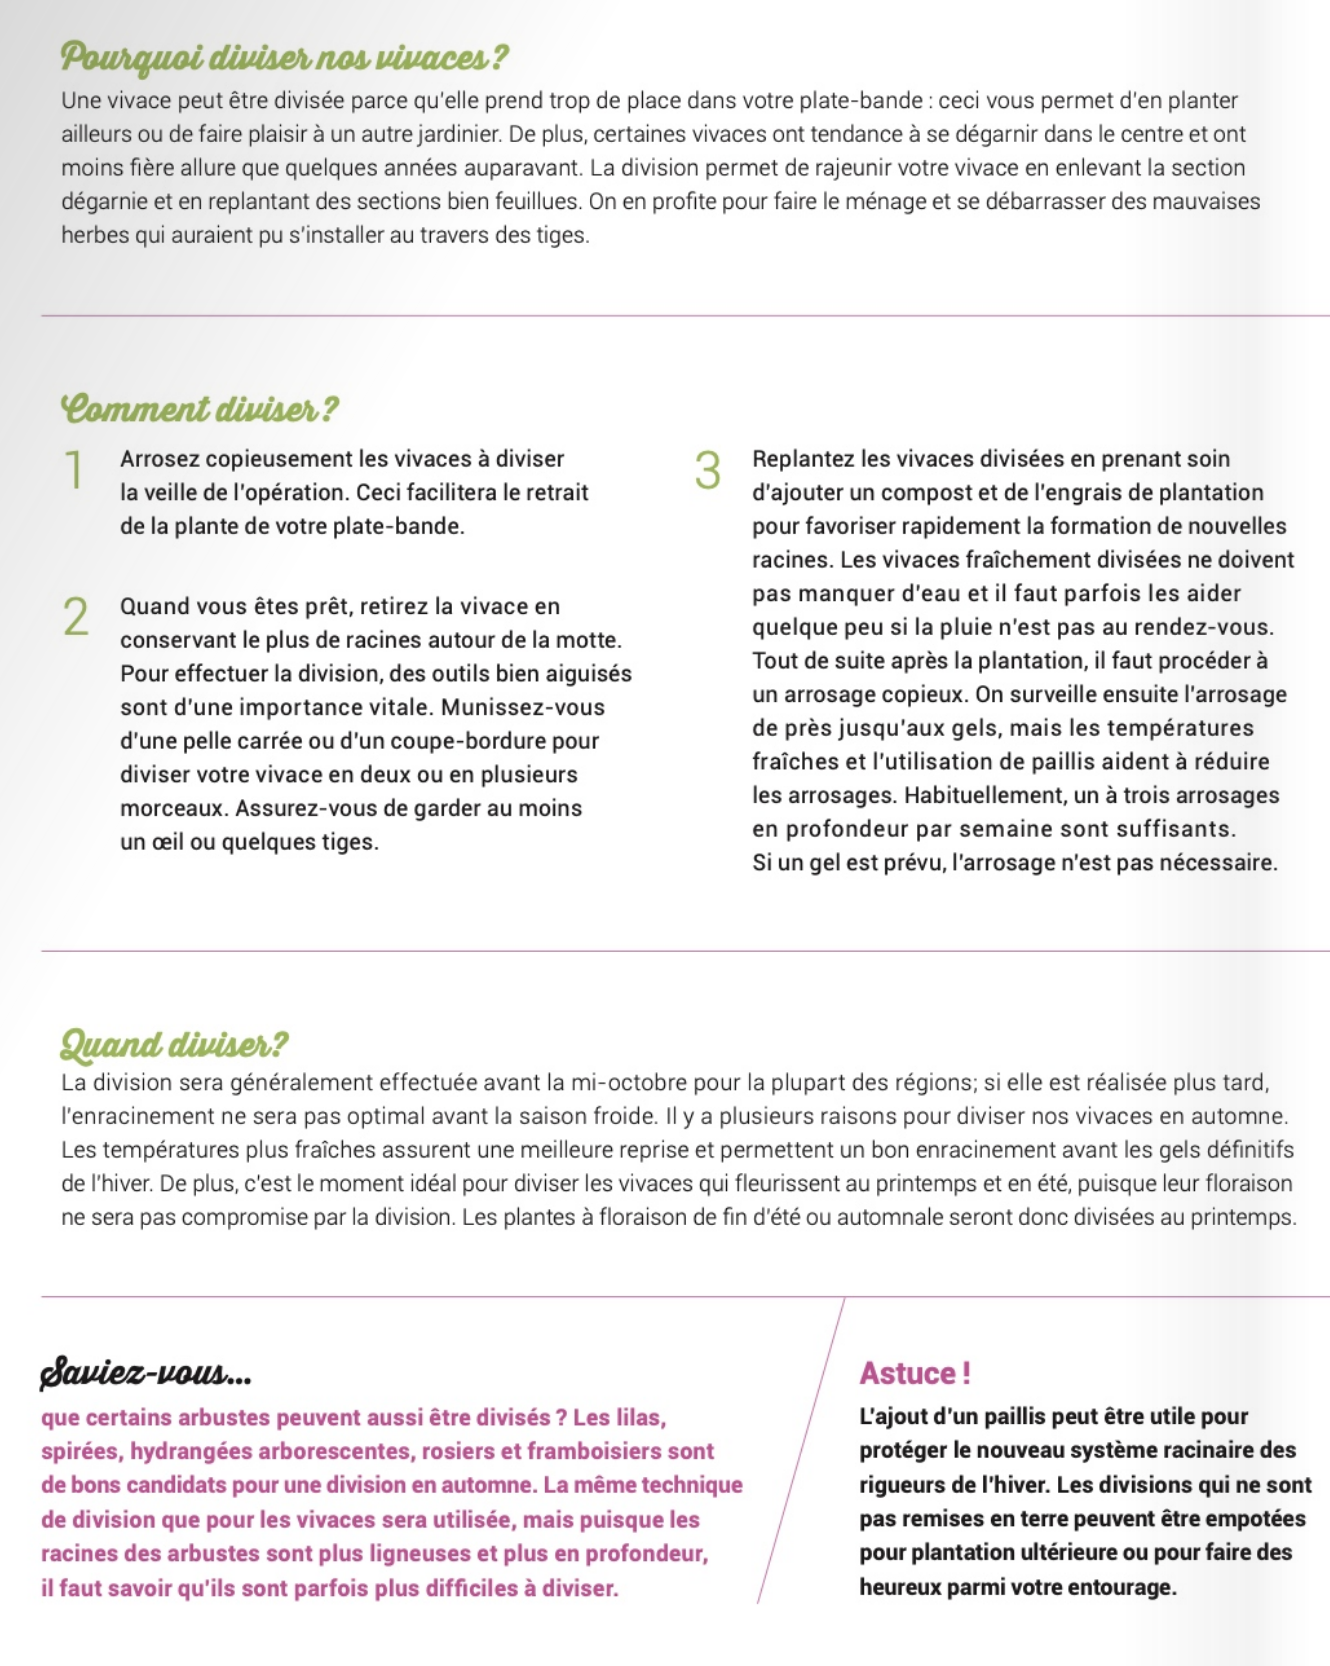 Pourquoi diviser nos vivaces?
Une vivace peut être divisée parce qu'elle prend trop de place dans votre plate-bande : ceci vous permet d'en planter
ailleurs ou de faire plaisir à un autre jardinier. De plus, certaines vivaces ont tendance à se dégarnir dans le centre et ont
moins fière allure que quelques années auparavant. La division permet de rajeunir votre vivace en enlevant la section
dégarnie et en replantant des sections bien feuillues. On en profite pour faire le ménage et se débarrasser des mauvaises
herbes qui auraient pu s'installer au travers des tiges.
Comment diviser?
1 Arrosez copieusement les vivaces à diviser
la veille de l'opération. Ceci facilitera le retrait
de la plante de votre plate-bande.
2 Quand vous êtes prêt, retirez la vivace en
conservant le plus de racines autour de la motte.
Pour effectuer la division, des outils bien aiguisés
sont d'une importance vitale. Munissez-vous
d'une pelle carrée ou d'un coupe-bordure pour
diviser votre vivace en deux ou en plusieurs
morceaux. Assurez-vous de garder au moins
un œil ou quelques tiges.
3 Replantez les vivaces divisées en prenant soin
d'ajouter un compost et de l'engrais de plantation
pour favoriser rapidement la formation de nouvelles
racines. Les vivaces fraîchement divisées ne doivent
pas manquer d'eau et il faut parfois les aider
quelque peu si la pluie n'est pas au rendez-vous.
Tout de suite après la plantation, il faut procéder à
un arrosage copieux. On surveille ensuite l'arrosage
de près jusqu'aux gels, mais les températures
fraîches et l'utilisation de paillis aident à réduire
les arrosages. Habituellement, un à trois arrosages
en profondeur par semaine sont suffisants.
Si un gel est prévu, l'arrosage n'est pas nécessaire.
Quand diviser?
La division sera généralement effectuée avant la mi-octobre pour la plupart des régions; si elle est réalisée plus tard,
l'enracinement ne sera pas optimal avant la saison froide. Il y a plusieurs raisons pour diviser nos vivaces en automne.
Les températures plus fraîches assurent une meilleure reprise et permettent un bon enracinement avant les gels définitifs
de l'hiver. De plus, c'est le moment idéal pour diviser les vivaces qui fleurissent au printemps et en été, puisque leur floraison
ne sera pas compromise par la division. Les plantes à floraison de fin d'été ou automnale seront donc divisées au printemps.
Saviez-vous...
que certains arbustes peuvent aussi être divisés ? Les lilas,
spirées, hydrangées arborescentes, rosiers et framboisiers sont
de bons candidats pour une division en automne. La même technique
de division que pour les vivaces sera utilisée, mais puisque les
racines des arbustes sont plus ligneuses et plus en profondeur,
il faut savoir qu'ils sont parfois plus difficiles à diviser.
Astuce !
L'ajout d'un paillis peut être utile pour
protéger le nouveau système racinaire des
rigueurs de l'hiver. Les divisions qui ne sont
pas remises en terre peuvent être empotées
pour plantation ultérieure ou pour faire des
heureux parmi votre entourage.